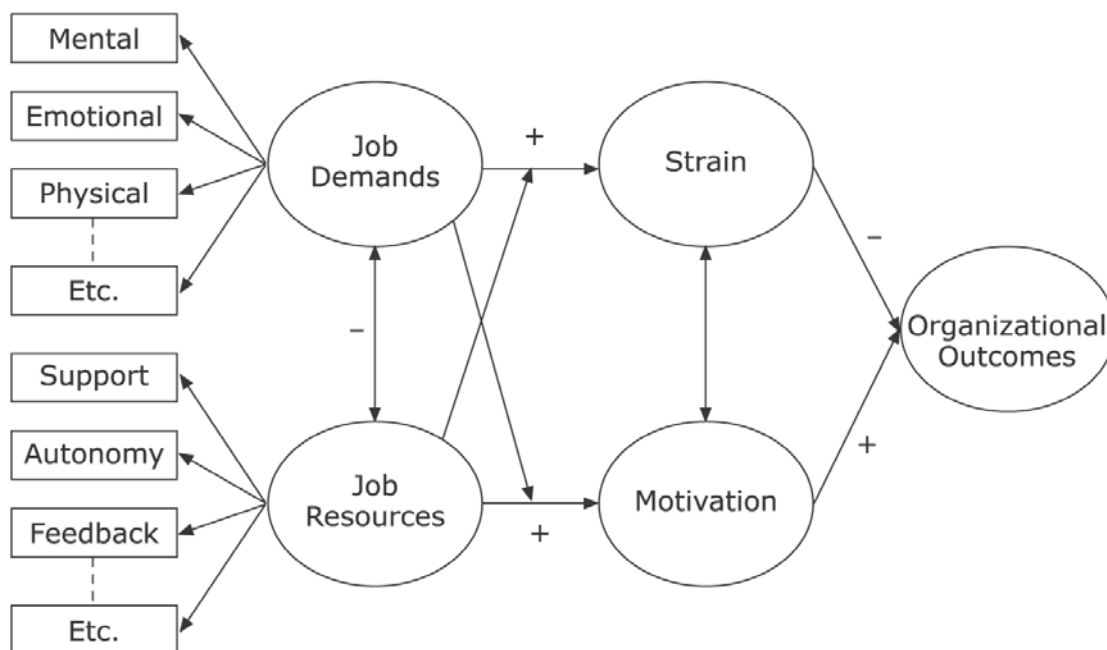 Mental
Emotional
Physical
Etc.
Support
Autonomy
Feedback
Etc.
Job
Demands
–
Job
Resources
+
+
Strain
Motivation
–
+
Organizational
Outcomes